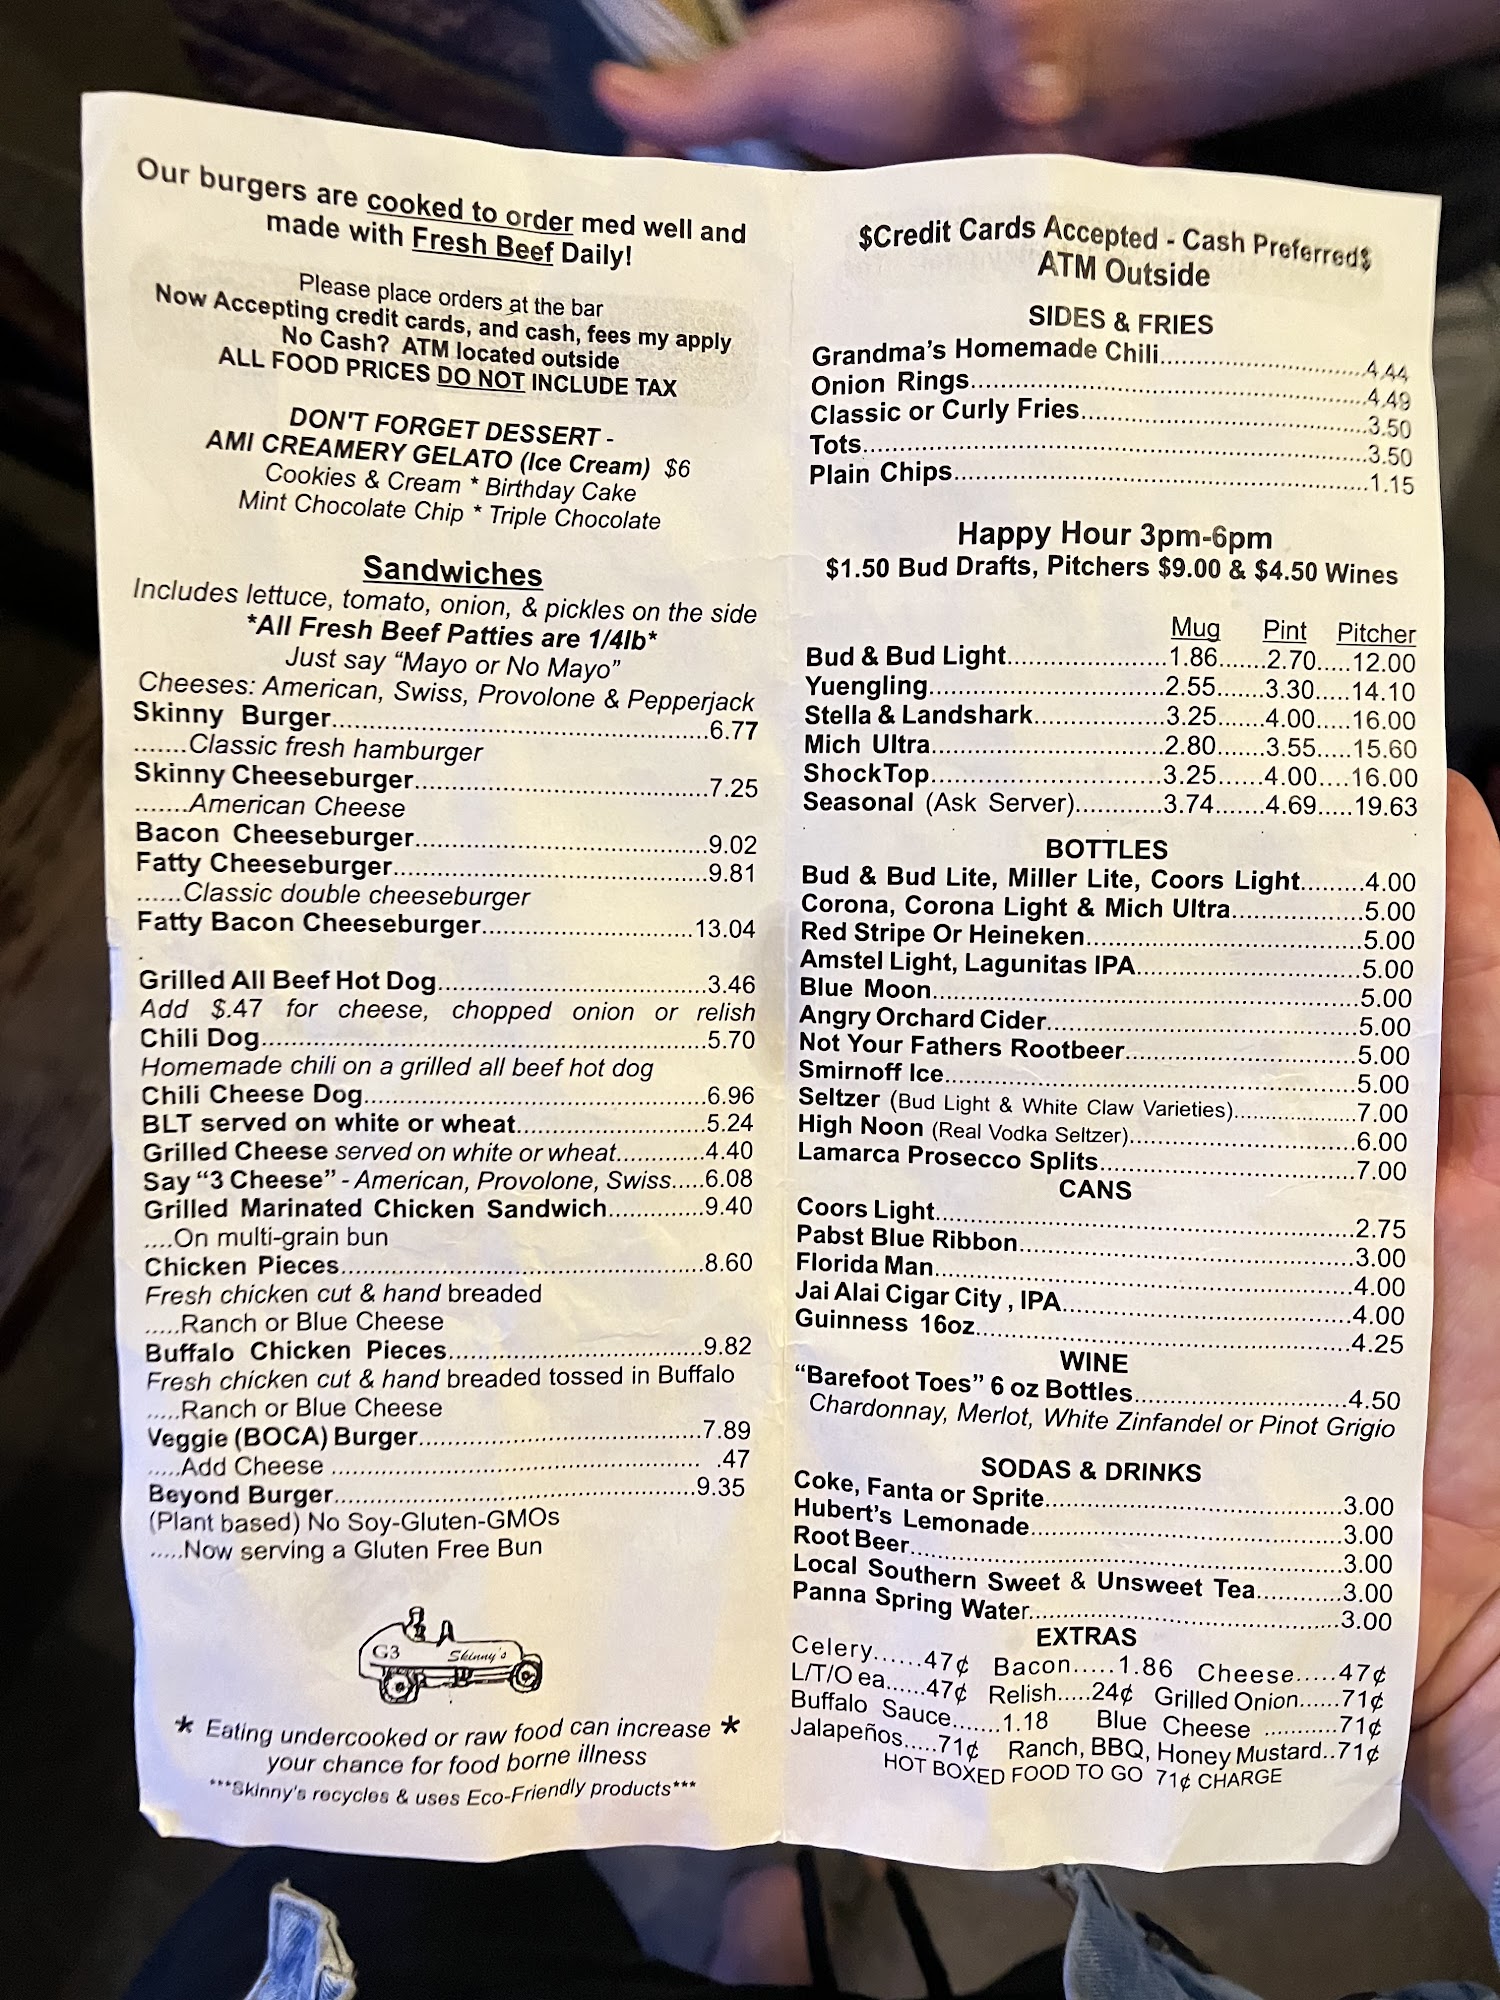 Our burgers are cooked to order med well and
made with Fresh Beef Daily!
Please place orders at the bar
Now Accepting credit cards, and cash, fees my apply
No Cash? ATM located outside
ALL FOOD PRICES DO NOT INCLUDE TAX
DON'T FORGET DESSERT -
AMI CREAMERY GELATO (Ice Cream) $6
Cookies & Cream * Birthday Cake
Mint Chocolate Chip * Triple Chocolate
Sandwiches
Includes lettuce, tomato, onion, & pickles on the side
*All Fresh Beef Patties are 1/4lb*
Just say “Mayo or No Mayo”
Cheeses: American, Swiss, Provolone & Pepperjack
Skinny Burger..........6.77
.......Classic fresh hamburger
Skinny Cheeseburger..........7.25
.......American Cheese
Bacon Cheeseburger..........9.02
Fatty Cheeseburger..........9.81
......Classic double cheeseburger
Fatty Bacon Cheeseburger..........13.04
Grilled All Beef Hot Dog..........3.46
Add $.47 for cheese, chopped onion or relish
Chili Dog..........5.70
Homemade chili on a grilled all beef hot dog
Chili Cheese Dog..........6.96
BLT served on white or wheat..........5.24
Grilled Cheese served on white or wheat..........4.40
Say “3 Cheese” - American, Provolone, Swiss.....6.08
Grilled Marinated Chicken Sandwich..........9.40
....On multi-grain bun
Chicken Pieces..........8.60
Fresh chicken cut & hand breaded
.....Ranch or Blue Cheese
Buffalo Chicken Pieces..........9.82
Fresh chicken cut & hand breaded tossed in Buffalo
.....Ranch or Blue Cheese
Veggie (BOCA) Burger..........7.89
.....Add Cheese .......... .47
Beyond Burger..........9.35
(Plant based) No Soy-Gluten-GMOs
.....Now serving a Gluten Free Bun
G3 Skinny's
* Eating undercooked or raw food can increase *
your chance for food borne illness
***Skinny's recycles & uses Eco-Friendly products***
$Credit Cards Accepted - Cash Preferred$
ATM Outside
SIDES & FRIES
Grandma's Homemade Chili..........4.44
Onion Rings..........4.49
Classic or Curly Fries..........3.50
Tots..........3.50
Plain Chips..........1.15
Happy Hour 3pm-6pm
$1.50 Bud Drafts, Pitchers $9.00 & $4.50 Wines
Mug Pint Pitcher
Bud & Bud Light..........1.86......2.70.....12.00
Yuengling..........2.55......3.30.....14.10
Stella & Landshark..........3.25......4.00.....16.00
Mich Ultra..........2.80.......3.55.....15.60
ShockTop..........3.25......4.00....16.00
Seasonal (Ask Server)..........3.74.......4.69.....19.63
BOTTLES
Bud & Bud Lite, Miller Lite, Coors Light.........4.00
Corona, Corona Light & Mich Ultra..........5.00
Red Stripe Or Heineken..........5.00
Amstel Light, Lagunitas IPA..........5.00
Blue Moon..........5.00
Angry Orchard Cider..........5.00
Not Your Fathers Rootbeer..........5.00
Smirnoff Ice..........5.00
Seltzer (Bud Light & White Claw Varieties)..........7.00
High Noon (Real Vodka Seltzer)..........6.00
Lamarca Prosecco Splits..........7.00
CANS
Coors Light..........2.75
Pabst Blue Ribbon..........3.00
Florida Man..........4.00
Jai Alai Cigar City , IPA..........4.00
Guinness 16oz..........4.25
WINE
“Barefoot Toes” 6 oz Bottles..........4.50
Chardonnay, Merlot, White Zinfandel or Pinot Grigio
SODAS & DRINKS
Coke, Fanta or Sprite..........3.00
Hubert's Lemonade..........3.00
Root Beer..........3.00
Local Southern Sweet & Unsweet Tea..........3.00
Panna Spring Water..........3.00
EXTRAS
Celery......47¢ Bacon.....1.86 Cheese.....47¢
L/T/O ea......47¢ Relish.....24¢ Grilled Onion......71¢
Buffalo Sauce.......1.18 Blue Cheese ...........71¢
Jalapeños.....71¢ Ranch, BBQ, Honey Mustard..71¢
HOT BOXED FOOD TO GO 71¢ CHARGE